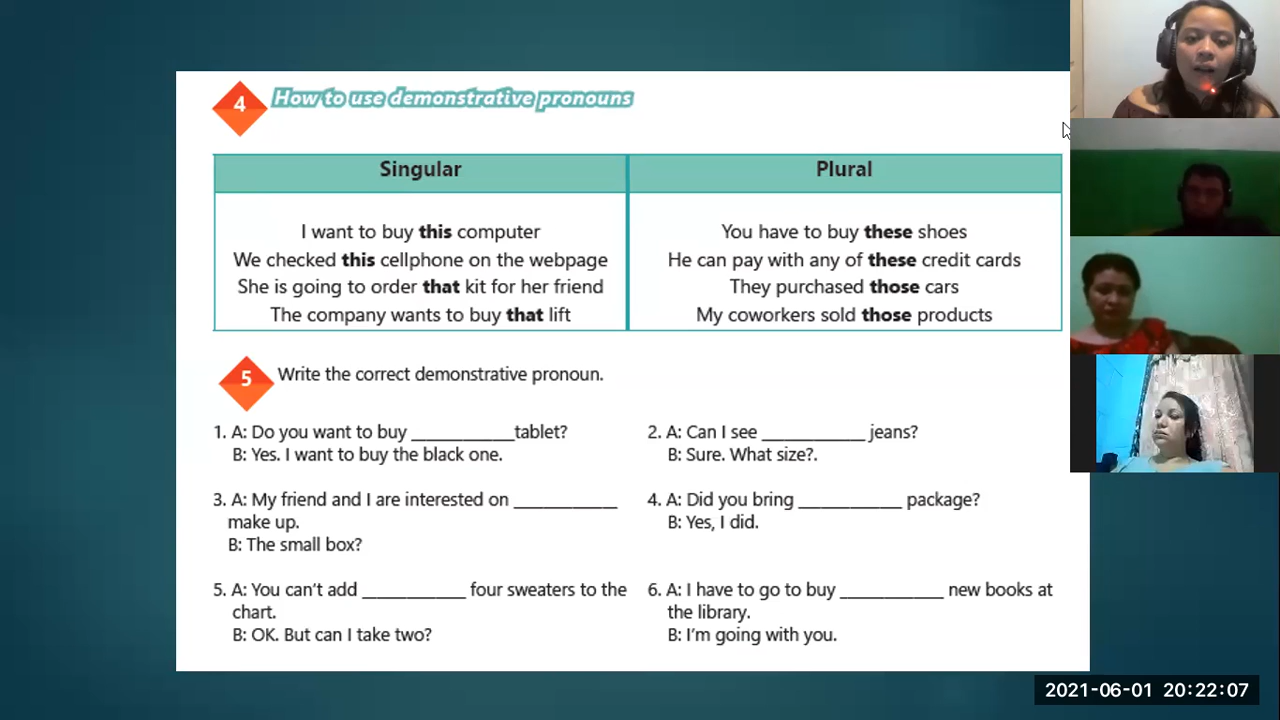 4 How to use demonstrative pronouns
Singular Plural
I want to buy this computer
We checked this cellphone on the webpage
She is going to order that kit for her friend
The company wants to buy that lift
You have to buy these shoes
He can pay with any of these credit cards
They purchased those cars
My coworkers sold those products
5 Write the correct demonstrative pronoun.
1. A: Do you want to buy ___________tablet?
B: Yes. I want to buy the black one.
2. A: Can I see ___________ jeans?
B: Sure. What size?.
3. A: My friend and I are interested on ___________
make up.
B: The small box?
4. A: Did you bring ___________ package?
B: Yes, I did.
5. A: You can't add ___________ four sweaters to the
chart.
B: OK. But can I take two?
6. A: I have to go to buy ___________ new books at
the library.
B: I'm going with you.
2021-06-01 20:22:07